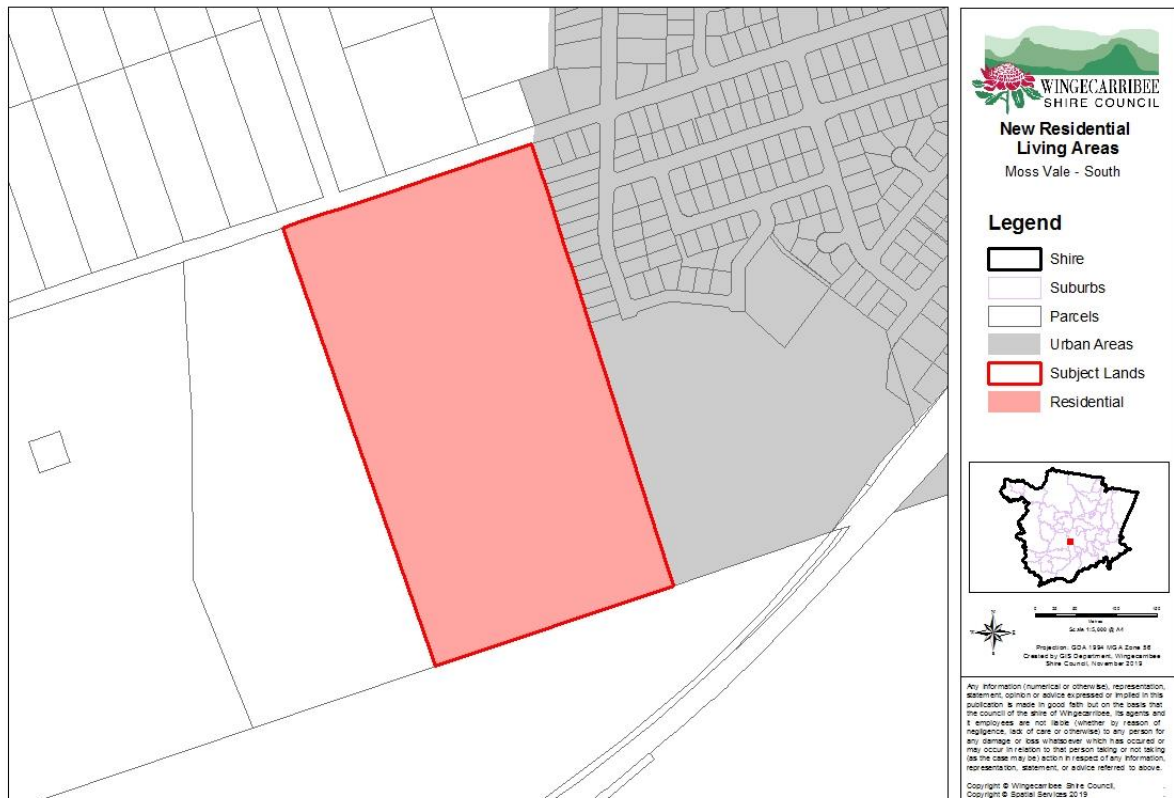 WINGECARRIBEE
SHIRE COUNCIL
New Residential
Living Areas
Moss Vale - South
Legend
Shire
Suburbs
Parcels
Urban Areas
Subject Lands
Residential
Scale 1:5,000 @ A4
Projection: GDA 1994 MGA Zone 56
Created by GIS Department, Wingecarribee
Shire Council, November 2019
Any information (numerical or otherwise), representation,
statement, opinion or advice expressed or implied in this
publication is made in good faith but on the basis that
the council of the shire of Wingecarribee, its agents and
it employees are not liable (whether by reason of
negligence, lack of care or otherwise) to any person for
any damage or loss whatsoever which has occured or
may occur in relation to that person taking or not taking
(as the case may be) action in respect of any information,
representation, statement, or advice referred to above.
Copyright © Wingecarribee Shire Council,
Copyright © Spatial Services 2019